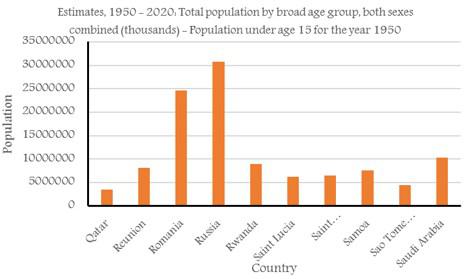 Estimates, 1950 - 2020: Total population by broad age group, both sexes
combined (thousands) - Population under age 15 for the year 1950
35000000
30000000
25000000
20000000
15000000
10000000
5000000
0
Population
Qatar
Reunion
Romania
Russia
Rwanda
Saint Lucia
Saint...
Samoa
Sao Tome...
Saudi Arabia
Country